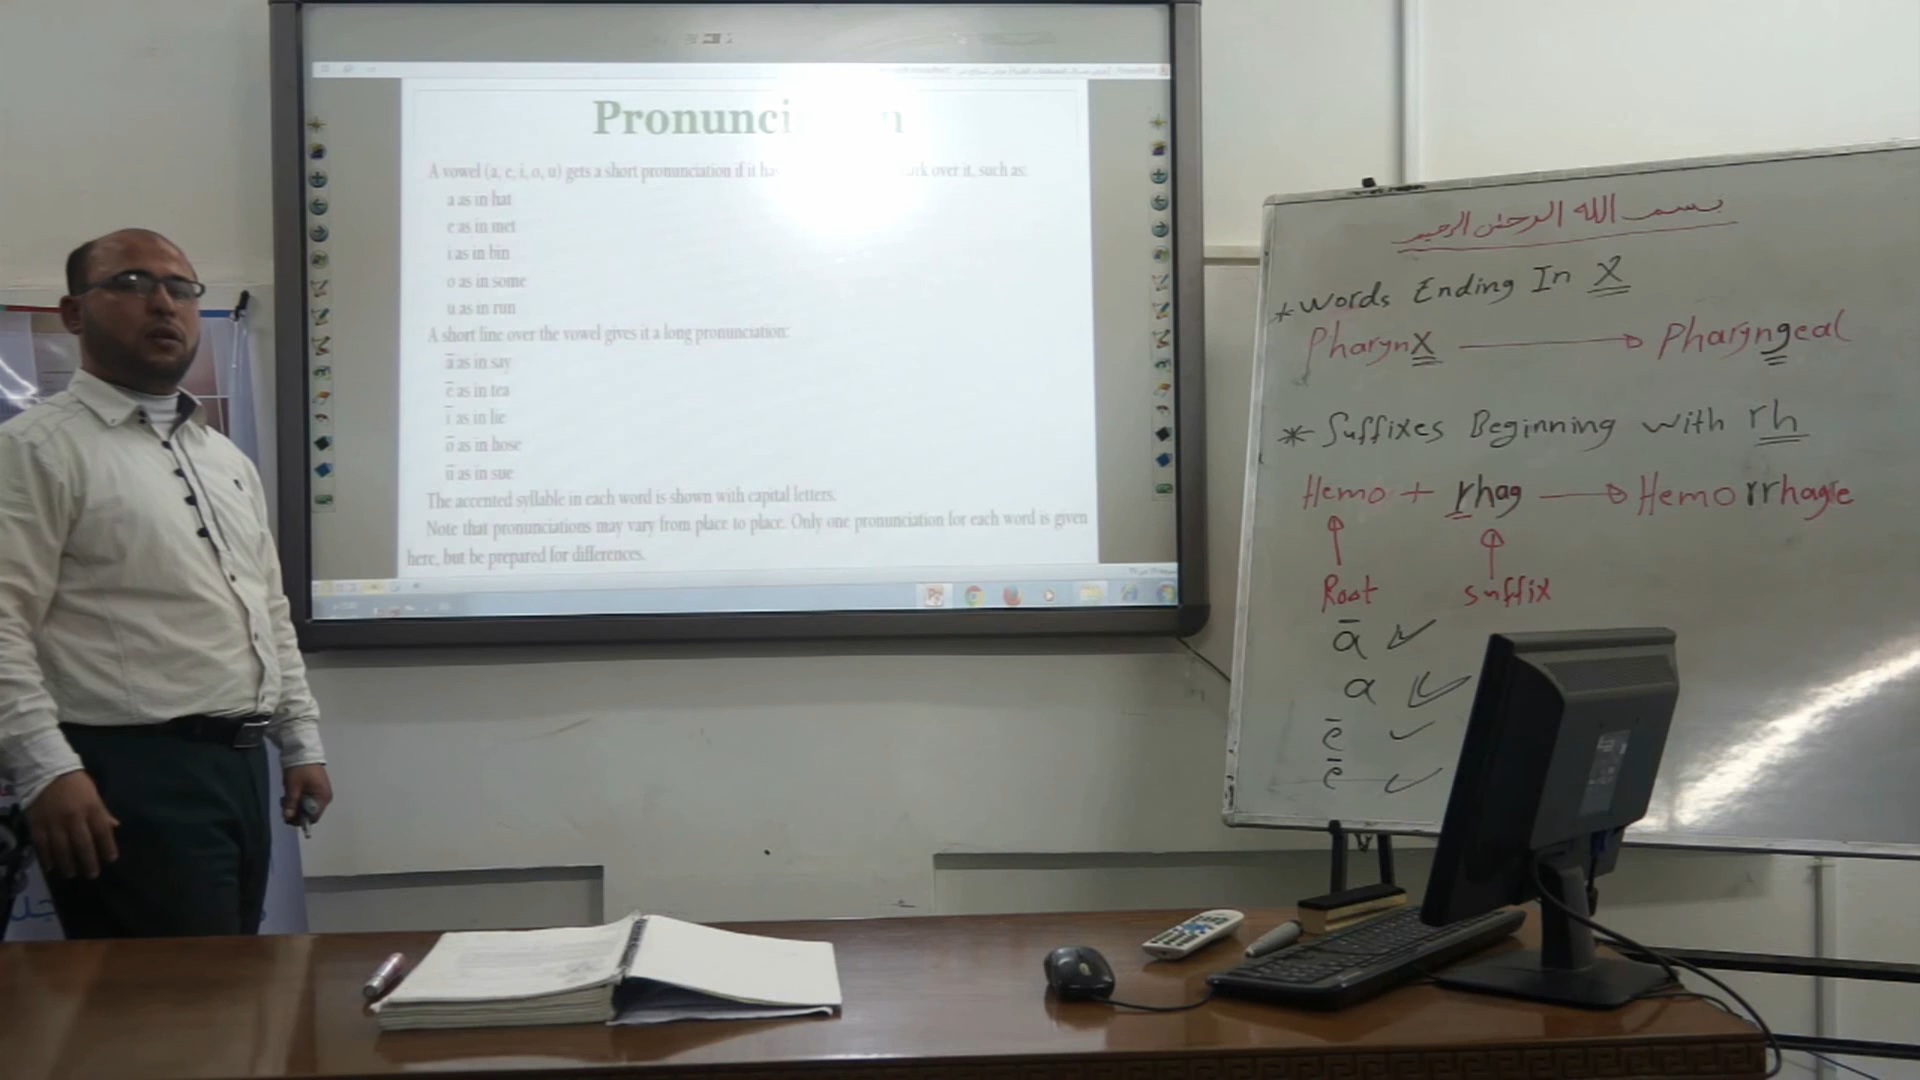 Pronunci n
A vowel (a, e, i, o, u) gets a short pronunciation if it has over it, such as:
a as in hat
e as in met
i as in bin
o as in some
u as in run
A short line over the vowel gives it a long pronunciation:
ā as in say
ē as in tea
ī as in lie
ō as in hose
ū as in sue
The accented syllable in each word is shown with capital letters.
Note that pronunciations may vary from place to place. Only one pronunciation for each word is given
here, but be prepared for differences.
بسم الله الرحمن الرحيم
* Words Ending In X
Pharynx → Pharyngeal
* Suffixes Beginning with rh
Hemo + rhag → Hemorrhage
Root suffix
ā ✓
a ✓
ē ✓
ē ✓